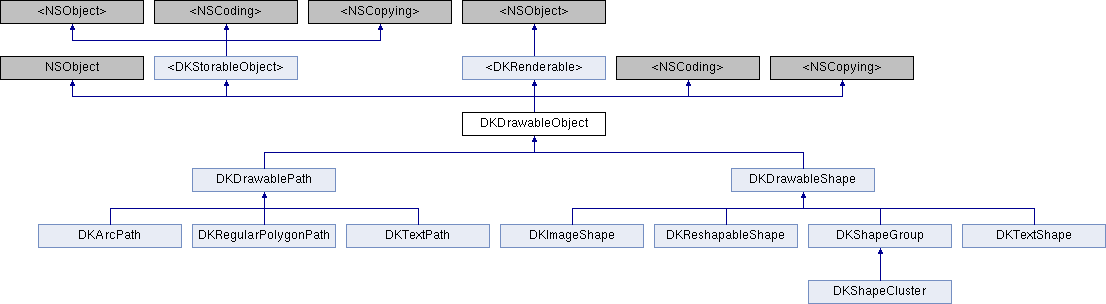 <NSObject> <NSCoding> <NSCopying> <NSObject>
NSObject <DKStorableObject> <DKRenderable> <NSCoding> <NSCopying>
DKDrawableObject
DKDrawablePath DKDrawableShape
DKArcPath DKRegularPolygonPath DKTextPath DKImageShape DKReshapableShape DKShapeGroup DKTextShape
DKShapeCluster